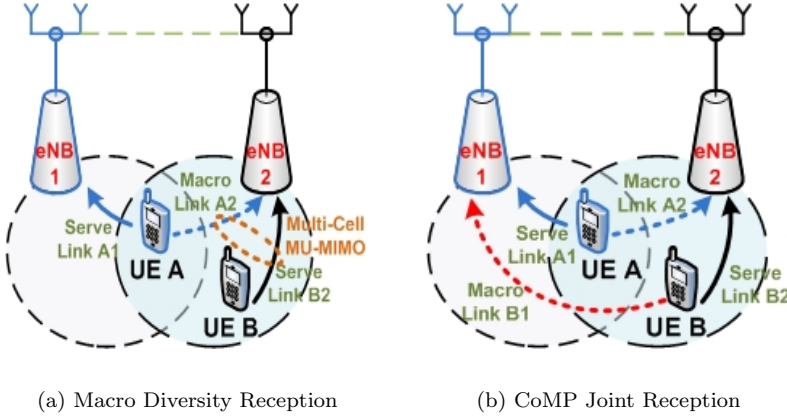 eNB
1
eNB
2
Macro
Link A2
Multi-Cell
MU-MIMO
Serve
Link A1
Serve
Link B2
UE A
UE B
(a) Macro Diversity Reception
eNB
1
eNB
2
Macro
Link A2
Serve
Link A1
UE A
Macro
Link B1
Serve
Link B2
UE B
(b) CoMP Joint Reception